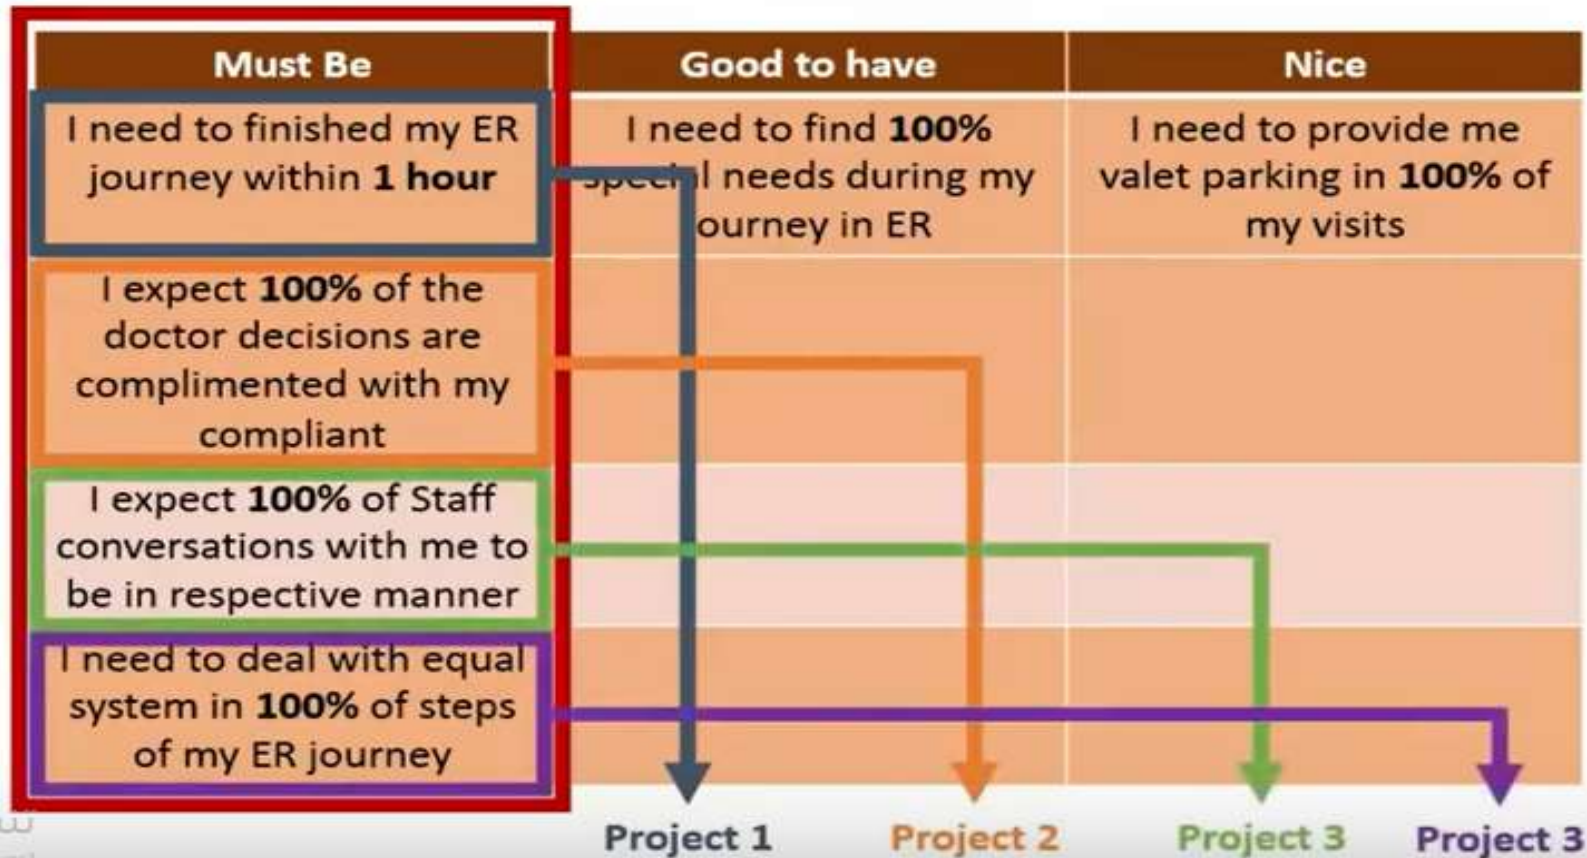 Must Be
Good to have
Nice
I need to finished my ER
journey within 1 hour
I need to find 100%
special needs during my
ourney in ER
I need to provide me
valet parking in 100% of
my visits
I expect 100% of the
doctor decisions are
complimented with my
compliant
I expect 100% of Staff
conversations with me to
be in respective manner
I need to deal with equal
system in 100% of steps
of my ER journey
Project 1
Project 2
Project 3
Project 3